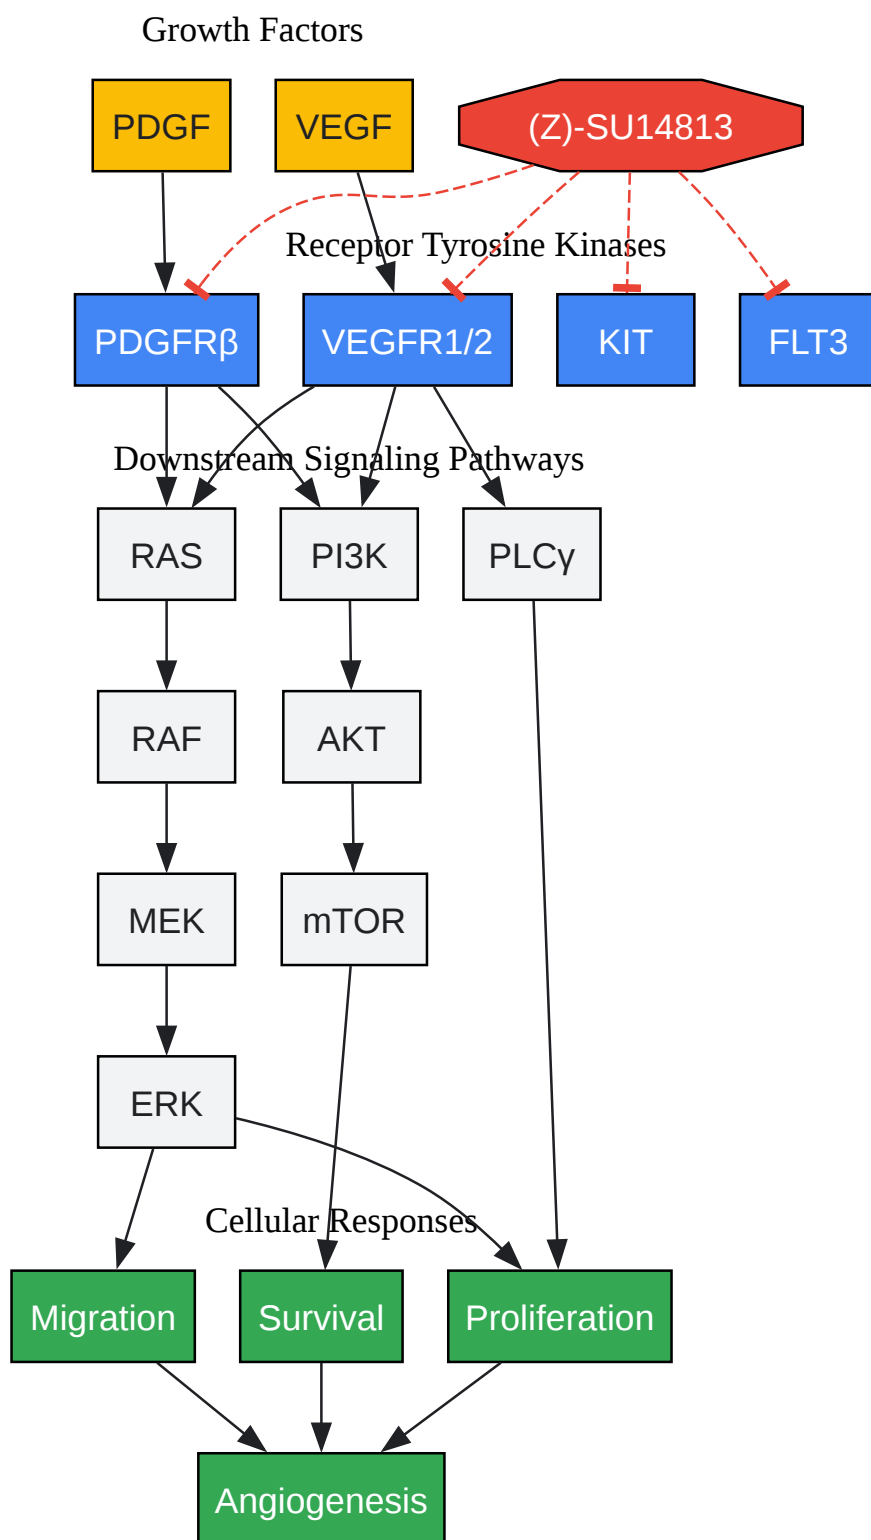 Growth Factors
PDGF
VEGF
(Z)-SU14813
Receptor Tyrosine Kinases
PDGFRβ
VEGFR1/2
KIT
FLT3
Downstream Signaling Pathways
RAS
PI3K
PLCγ
RAF
AKT
MEK
mTOR
ERK
Cellular Responses
Migration
Survival
Proliferation
Angiogenesis